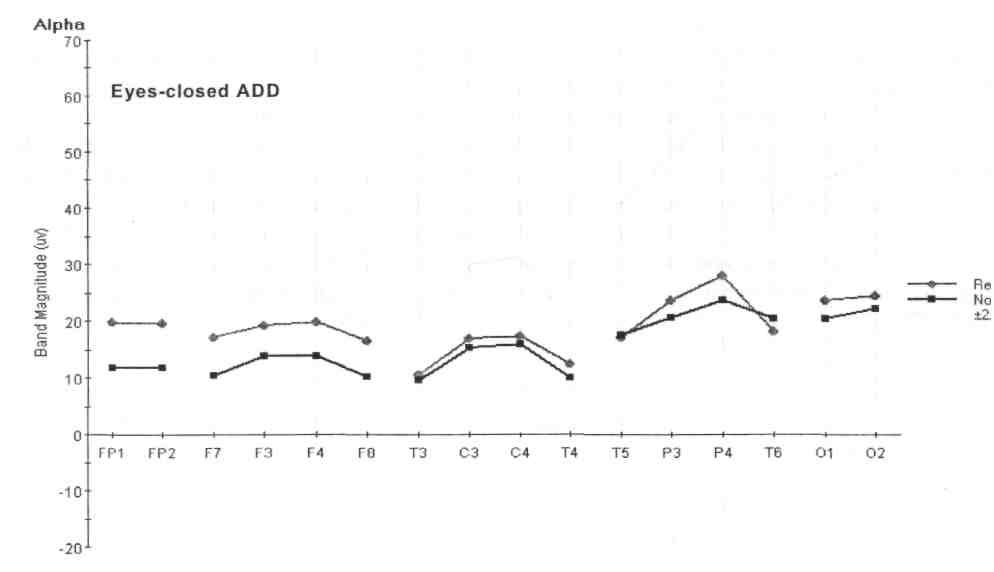 Alpha
70
Eyes-closed ADD
60
50
40
30
20
10
0
-10
-20
Band Magnitude (uv)
FP1 FP2 F7 F3 F4 F8 T3 C3 C4 T4 T5 P3 P4 T6 O1 O2
Re
No
±2.